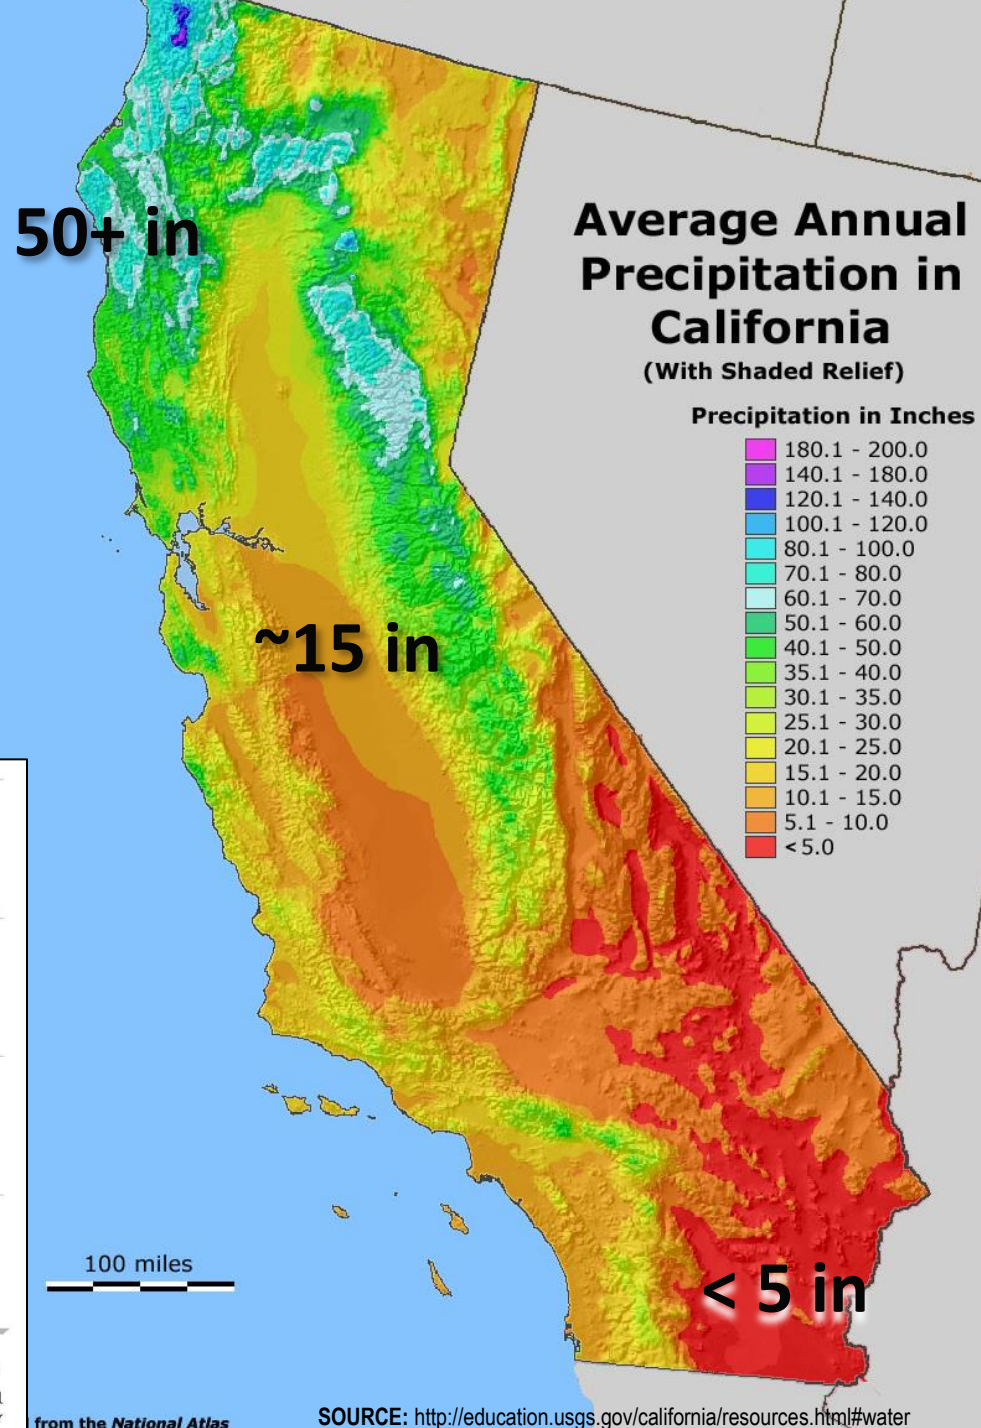 50+ in
Average Annual
Precipitation in
California
(With Shaded Relief)
Precipitation in Inches
180.1 - 200.0
140.1 - 180.0
120.1 - 140.0
100.1 - 120.0
80.1 - 100.0
70.1 - 80.0
60.1 - 70.0
50.1 - 60.0
40.1 - 50.0
35.1 - 40.0
30.1 - 35.0
25.1 - 30.0
20.1 - 25.0
15.1 - 20.0
10.1 - 15.0
5.1 - 10.0
< 5.0
~15 in
100 miles
< 5 in
from the National Atlas
SOURCE: http://education.usgs.gov/california/resources.html#water